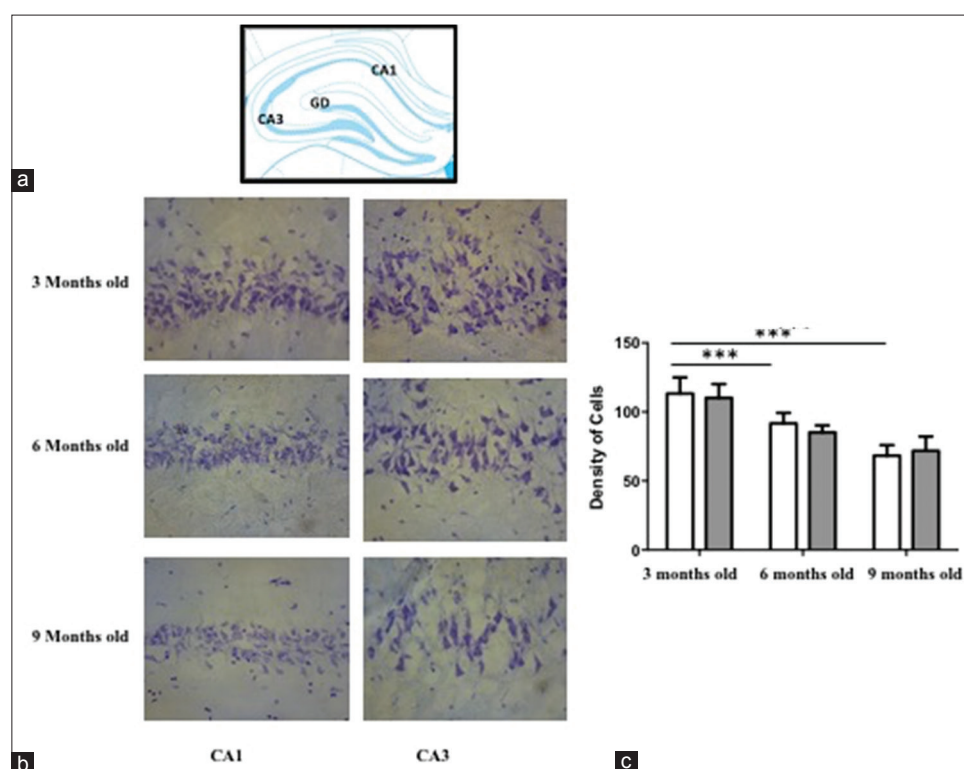 CA1
GD
CA3
a
3 Months old
6 Months old
9 Months old
CA1 CA3
b
***
***
150
100
50
0
Density of Cells
3 months old 6 months old 9 months old
c